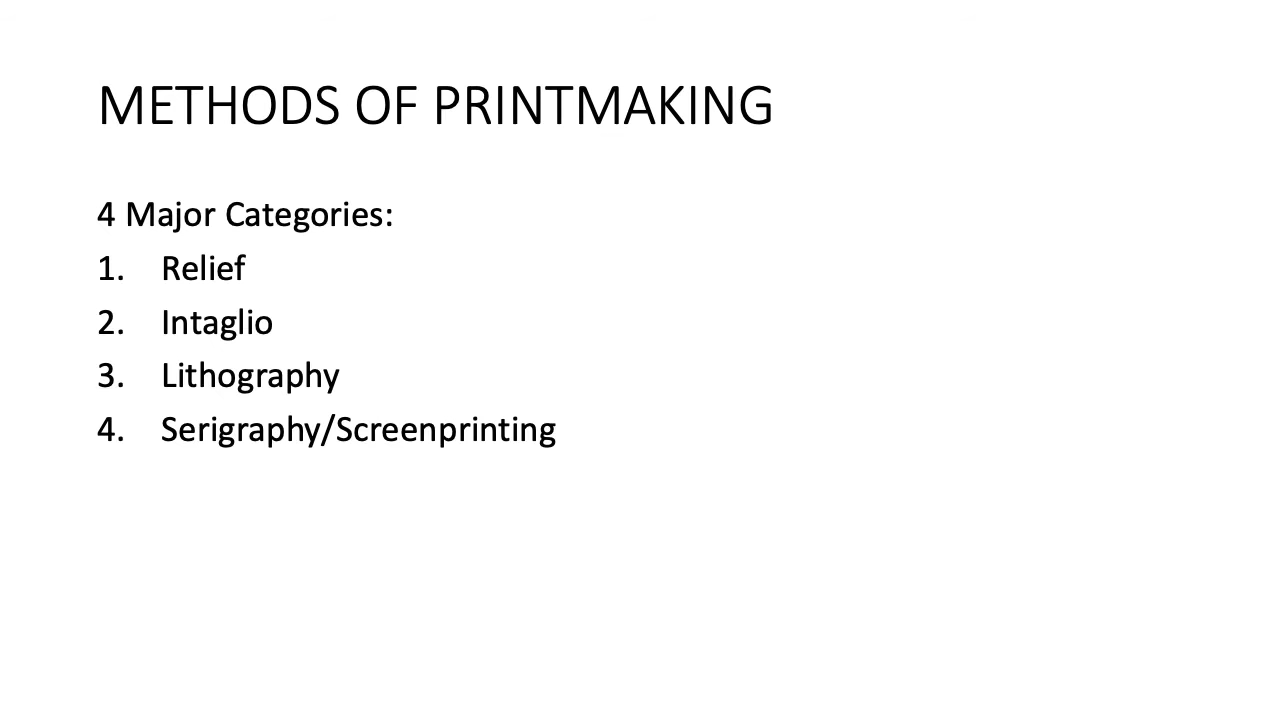 METHODS OF PRINTMAKING
4 Major Categories:
1. Relief
2. Intaglio
3. Lithography
4. Serigraphy/Screenprinting